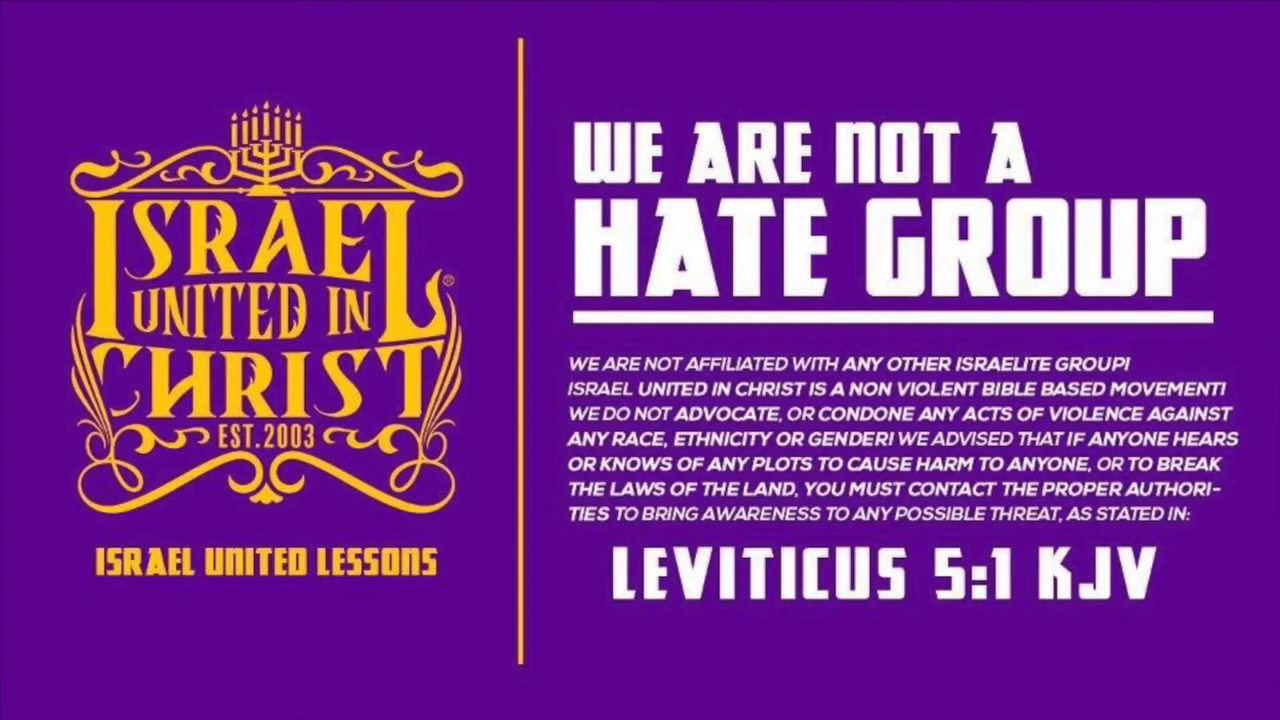 ISRAEL
UNITED IN
CHRIST
®
EST.2003
ISRAEL UNITED LESSONS
WE ARE NOT A
HATE GROUP
WE ARE NOT AFFILIATED WITH ANY OTHER ISRAELITE GROUP!
ISRAEL UNITED IN CHRIST IS A NON VIOLENT BIBLE BASED MOVEMENT!
WE DO NOT ADVOCATE, OR CONDONE ANY ACTS OF VIOLENCE AGAINST
ANY RACE, ETHNICITY OR GENDER! WE ADVISED THAT IF ANYONE HEARS
OR KNOWS OF ANY PLOTS TO CAUSE HARM TO ANYONE, OR TO BREAK
THE LAWS OF THE LAND, YOU MUST CONTACT THE PROPER AUTHORI-
TIES TO BRING AWARENESS TO ANY POSSIBLE THREAT, AS STATED IN:
LEVITICUS 5:1 KJV